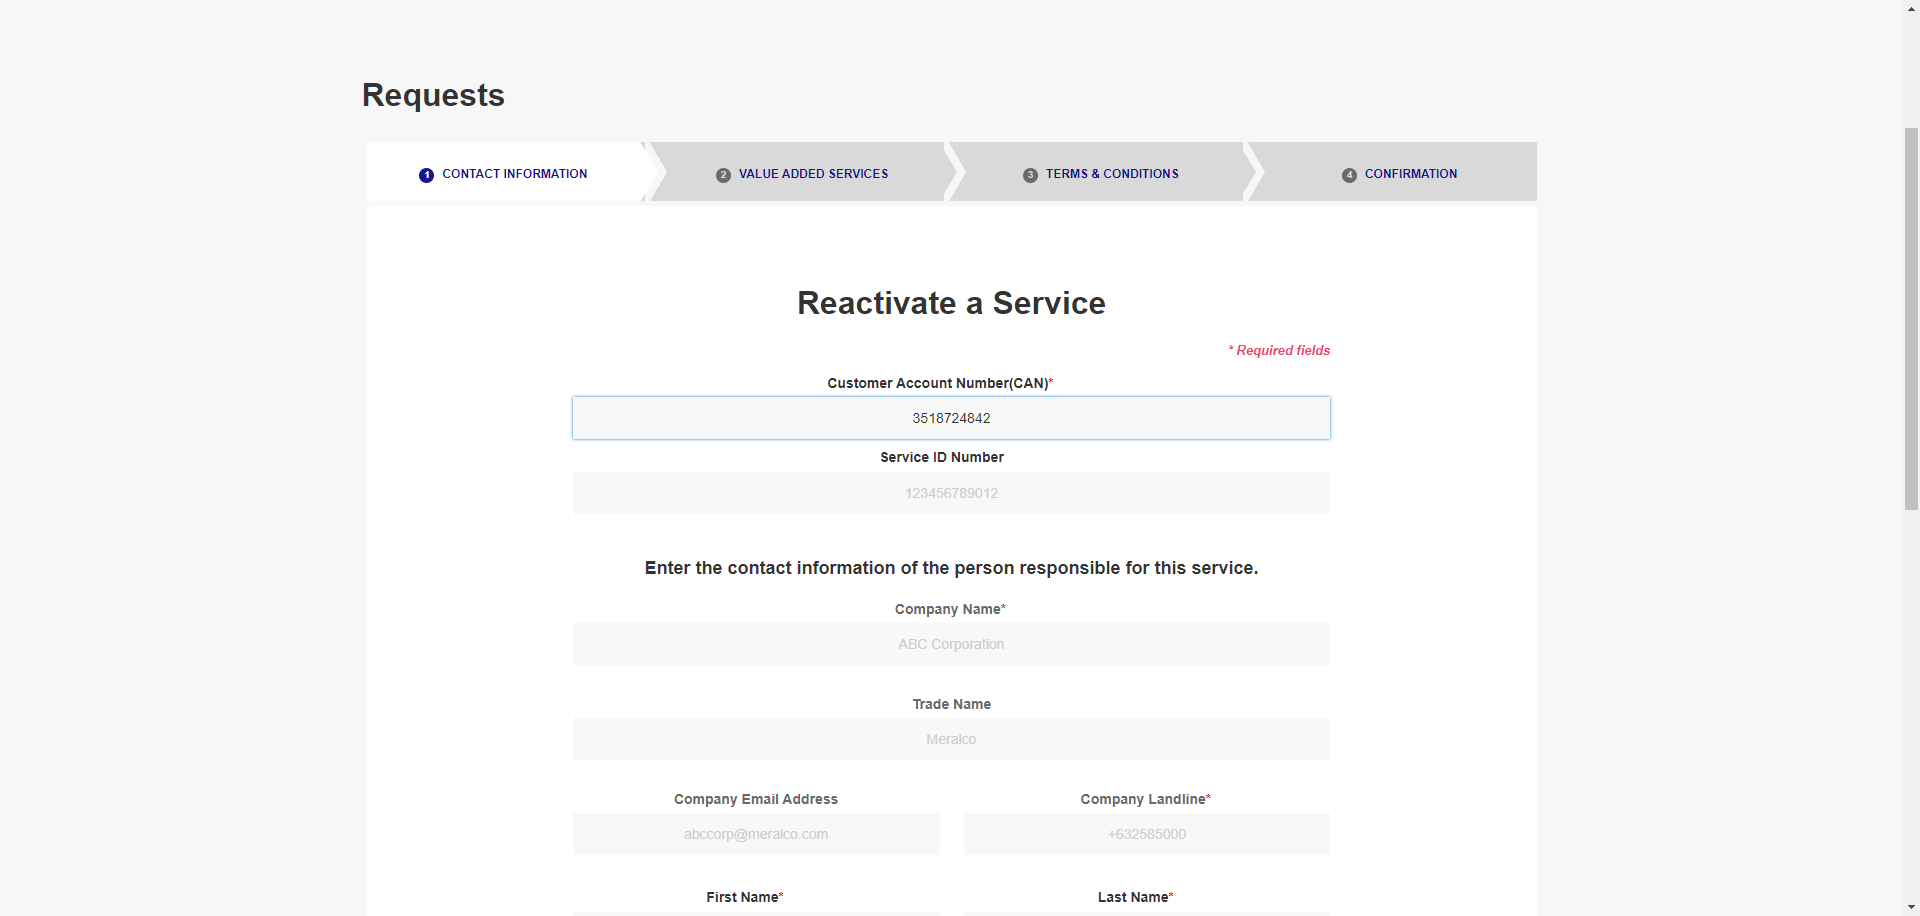 Requests
1 CONTACT INFORMATION
2 VALUE ADDED SERVICES
3 TERMS & CONDITIONS
4 CONFIRMATION
Reactivate a Service
* Required fields
Customer Account Number(CAN)*
3518724842
Service ID Number
123456789012
Enter the contact information of the person responsible for this service.
Company Name*
ABC Corporation
Trade Name
Meralco
Company Email Address
abccorp@meralco.com
Company Landline*
+632585000
First Name*
Last Name*